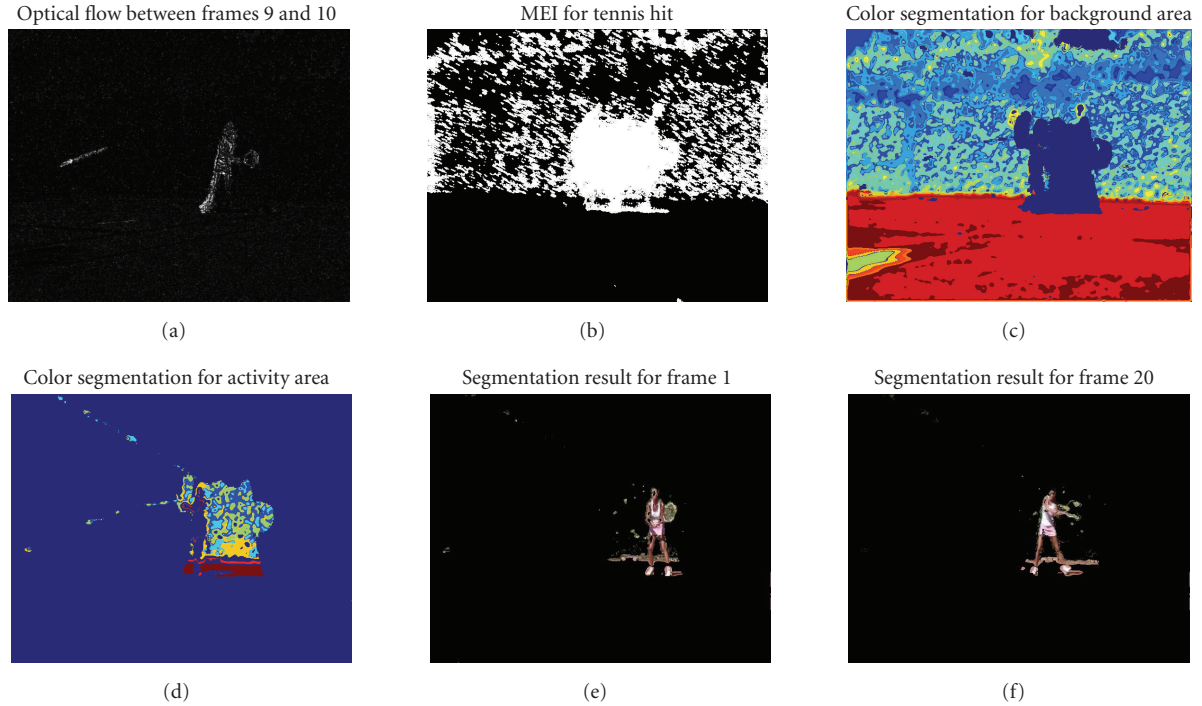 Optical flow between frames 9 and 10
MEI for tennis hit
Color segmentation for background area
(a)
(b)
(c)
Color segmentation for activity area
Segmentation result for frame 1
Segmentation result for frame 20
(d)
(e)
(f)